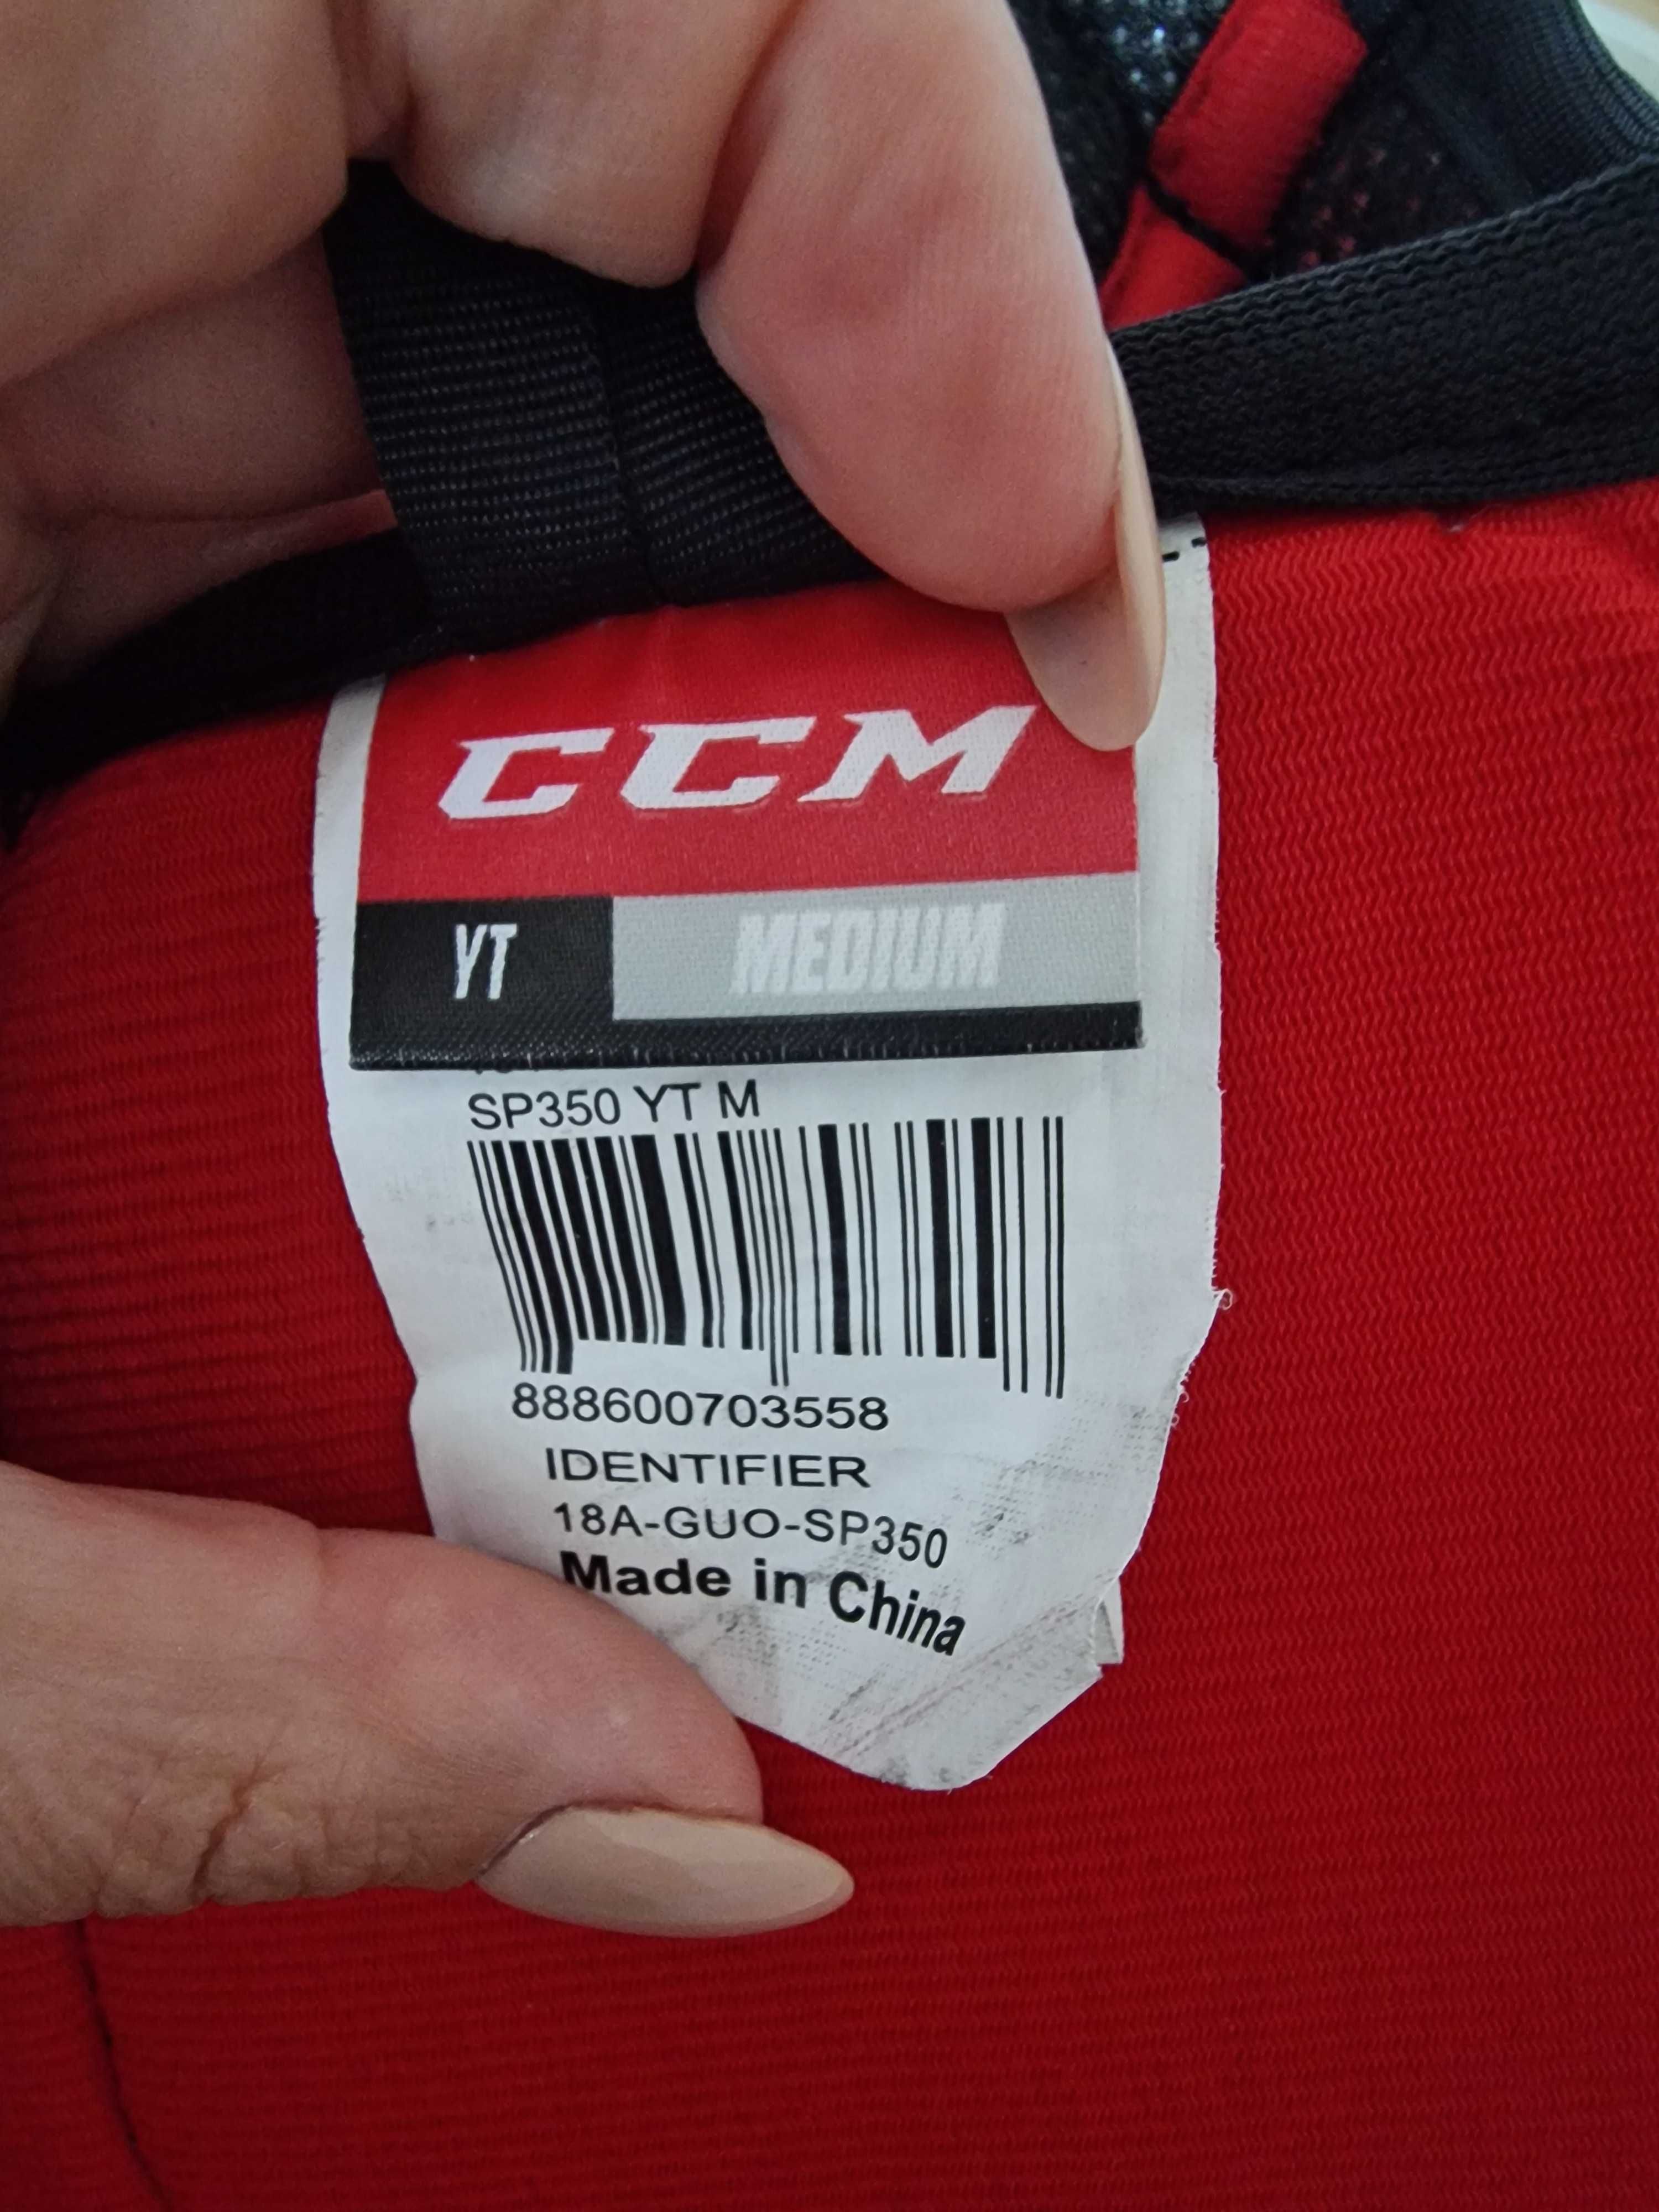 CCM
YT MEDIUM
SP350 YT M
888600703558
IDENTIFIER
18A-GUO-SP350
Made in China